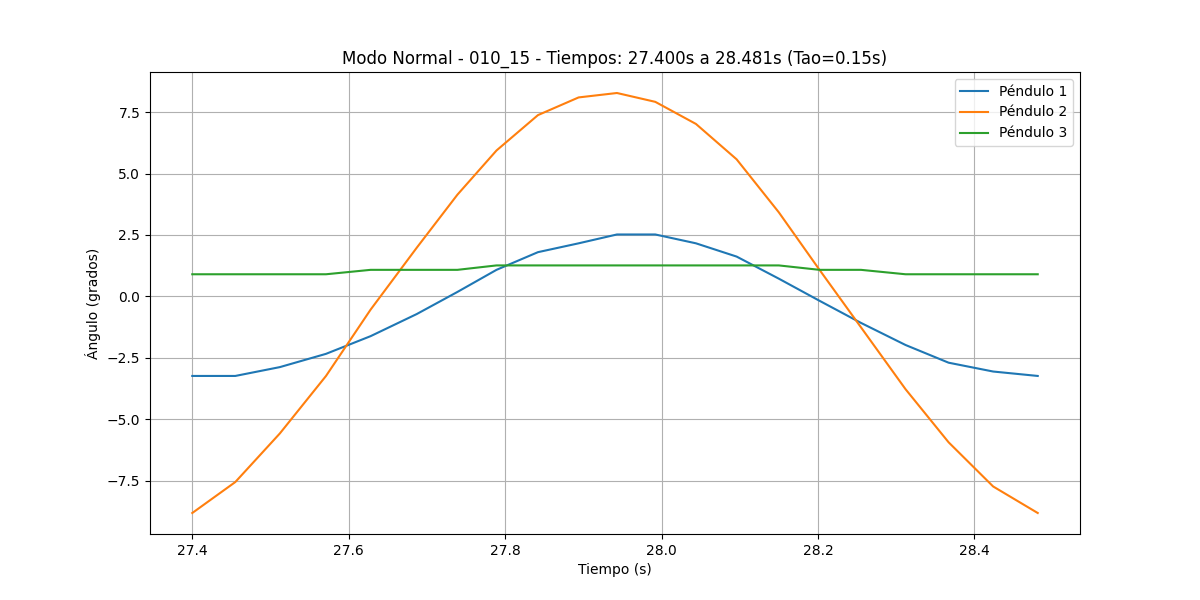 Modo Normal - 010_15 - Tiempos: 27.400s a 28.481s (Tao=0.15s)
Péndulo 1
Péndulo 2
Péndulo 3
Ángulo (grados)
7.5
5.0
2.5
0.0
−2.5
−5.0
−7.5
27.4 27.6 27.8 28.0 28.2 28.4
Tiempo (s)